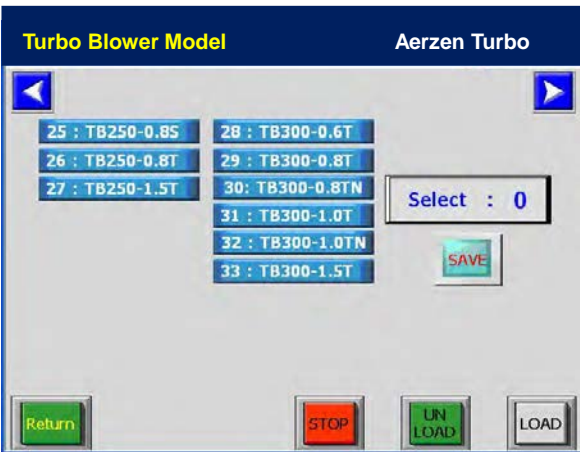 Turbo Blower Model Aerzen Turbo
25 : TB250-0.8S
26 : TB250-0.8T
27 : TB250-1.5T
28 : TB300-0.6T
29 : TB300-0.8T
30: TB300-0.8TN
31 : TB300-1.0T
32 : TB300-1.0TN
33 : TB300-1.5T
Select : 0
SAVE
Return
STOP
UN
LOAD
LOAD